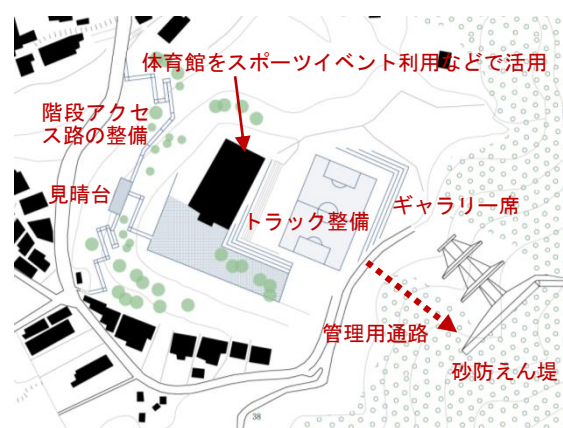 体育館をスポーツイベント利用などで活用
階段アクセ
ス路の整備
見晴台
トラック整備
ギャラリー席
管理用通路
砂防えん堤
38